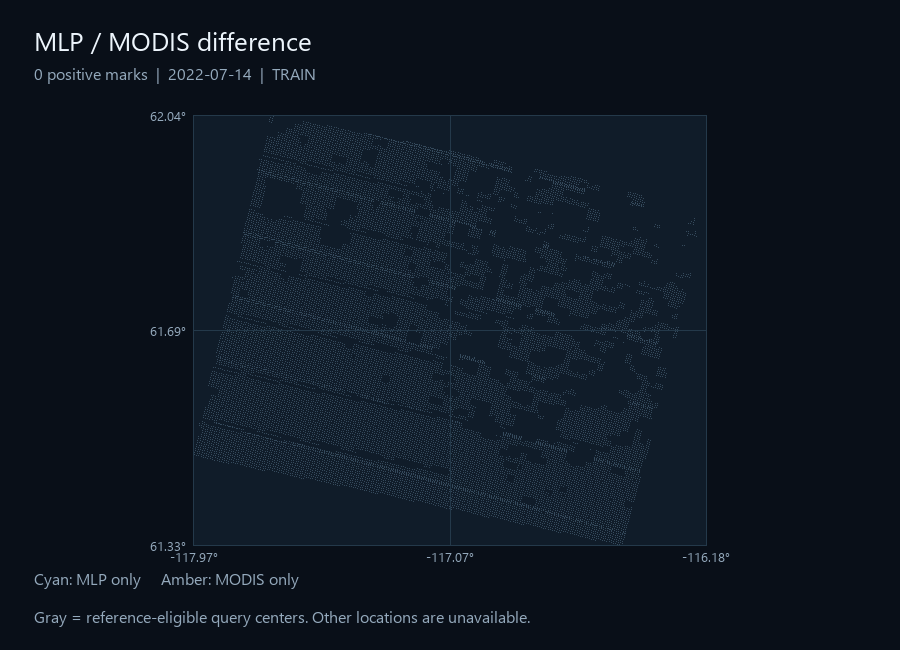 MLP / MODIS difference
0 positive marks | 2022-07-14 | TRAIN
62.04°
61.69°
61.33°
-117.97° -117.07° -116.18°
Cyan: MLP only Amber: MODIS only
Gray = reference-eligible query centers. Other locations are unavailable.